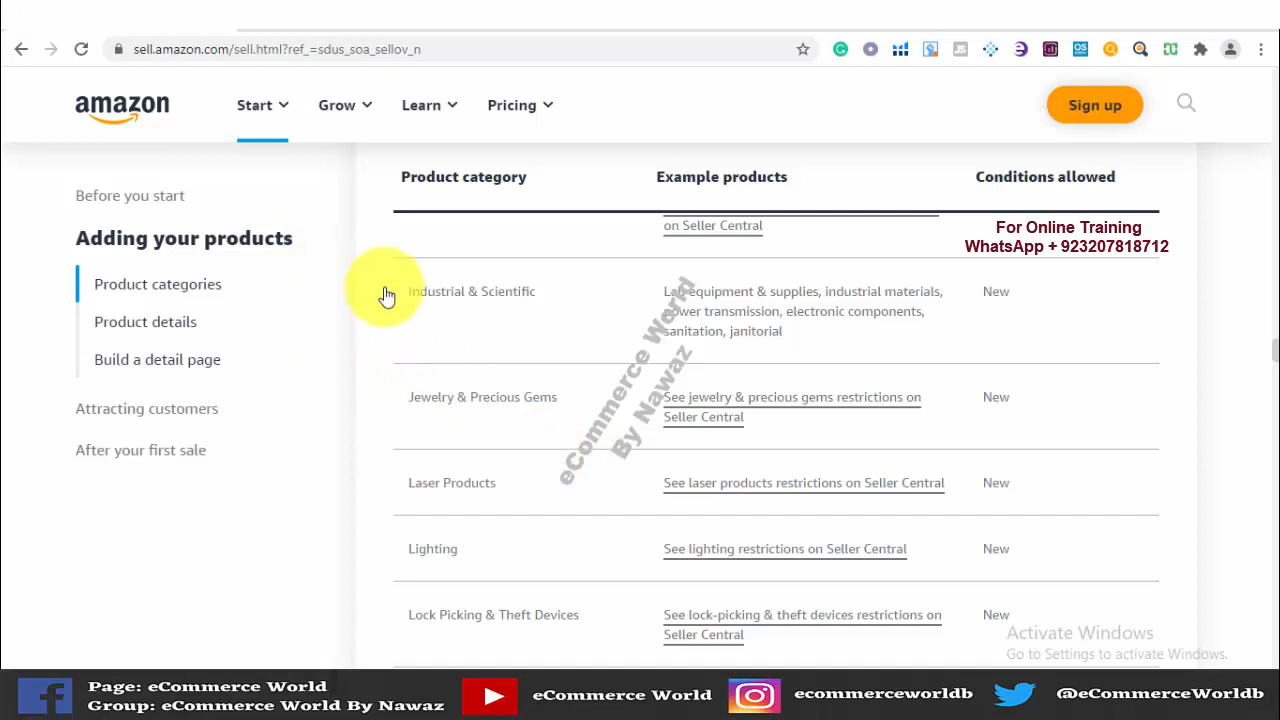 sell.amazon.com/sell.html?ref_=sdus_soa_sellov_n
amazon
Start
Grow
Learn
Pricing
Sign up
Before you start
Adding your products
Product categories
Product details
Build a detail page
Attracting customers
After your first sale
Product category Example products Conditions allowed
on Seller Central
For Online Training
WhatsApp + 923207818712
Industrial & Scientific
Lab equipment & supplies, industrial materials,
power transmission, electronic components,
sanitation, janitorial
New
Jewelry & Precious Gems
See jewelry & precious gems restrictions on
Seller Central
New
Laser Products
See laser products restrictions on Seller Central
New
Lighting
See lighting restrictions on Seller Central
New
Lock Picking & Theft Devices
See lock-picking & theft devices restrictions on
Seller Central
New
eCommerce World
By Nawaz
Activate Windows
Go to Settings to activate Windows.
Page: eCommerce World
Group: eCommerce World By Nawaz
eCommerce World
ecommerceworldb
@eCommerceWorldb